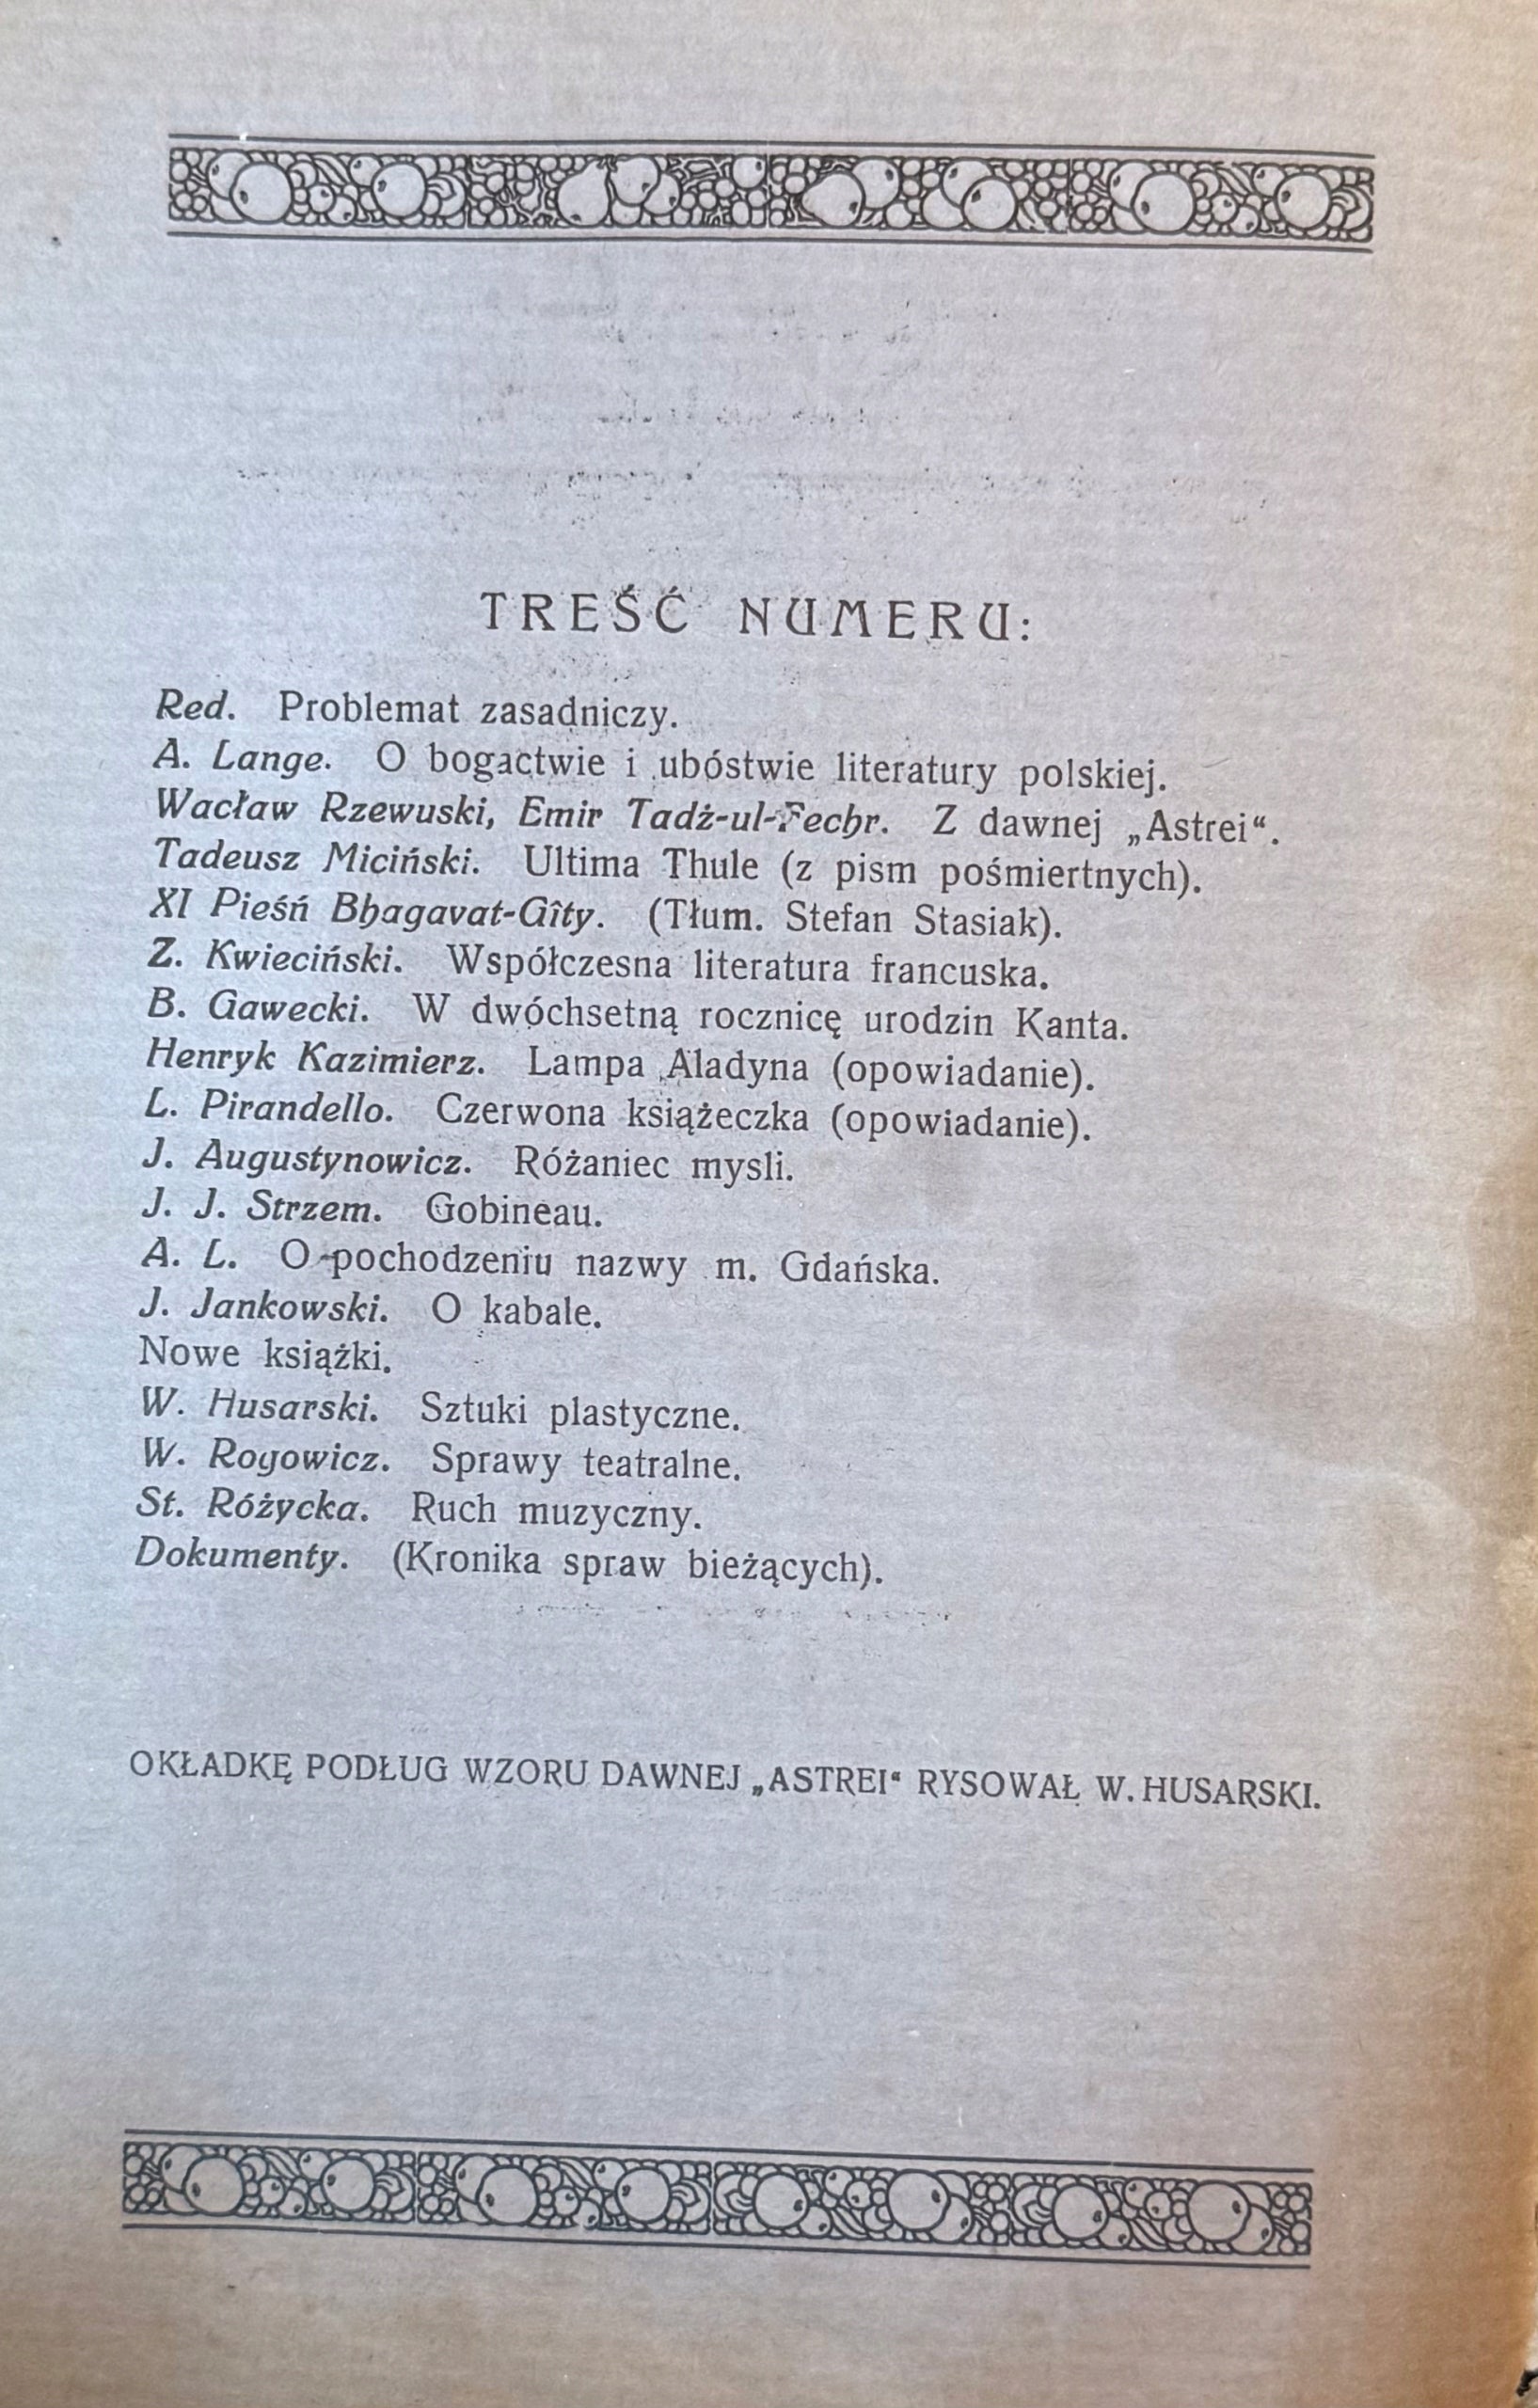 TREŚĆ NUMERU:
Red. Problemat zasadniczy.
A. Lange. O bogactwie i ubóstwie literatury polskiej.
Wacław Rzewuski, Emir Tadż-ul-Fechr. Z dawnej „Astrei“.
Tadeusz Miciński. Ultima Thule (z pism pośmiertnych).
XI Pieśń Bhagavat-Gîty. (Tłum. Stefan Stasiak).
Z. Kwieciński. Współczesna literatura francuska.
B. Gawecki. W dwóchsetną rocznicę urodzin Kanta.
Henryk Kazimierz. Lampa Aladyna (opowiadanie).
L. Pirandello. Czerwona książeczka (opowiadanie).
J. Augustynowicz. Różaniec mysli.
J. J. Strzem. Gobineau.
A. L. O pochodzeniu nazwy m. Gdańska.
J. Jankowski. O kabale.
Nowe książki.
W. Husarski. Sztuki plastyczne.
W. Rogowicz. Sprawy teatralne.
St. Różycka. Ruch muzyczny.
Dokumenty. (Kronika spraw bieżących).
OKŁADKĘ PODŁUG WZORU DAWNEJ „ASTREI“ RYSOWAŁ W. HUSARSKI.